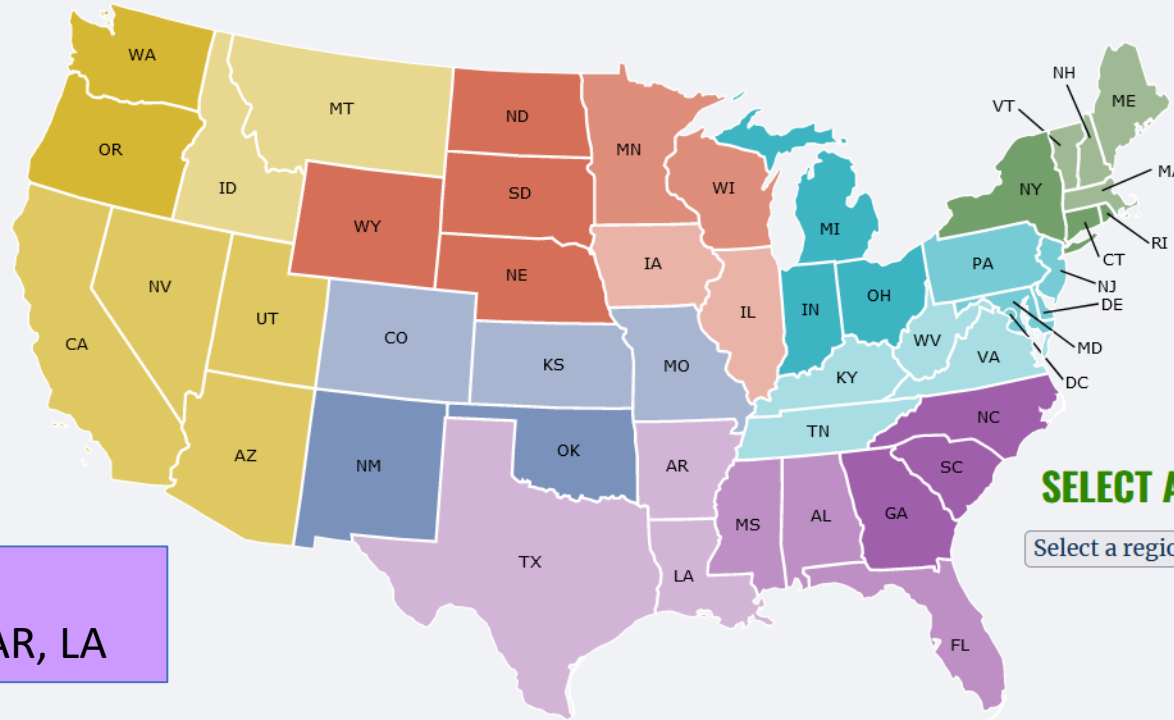 WA
MT
ND
MN
OR
ID
SD
WI
WY
NE
IA
MI
NV
UT
CO
IL
IN
OH
PA
NY
VT
NH
ME
RI
CT
NJ
DE
MD
DC
CA
KS
MO
KY
WV
VA
AZ
NM
OK
AR
TN
NC
SC
GA
MS
AL
TX
LA
FL
SELECT
Select a
AR, LA